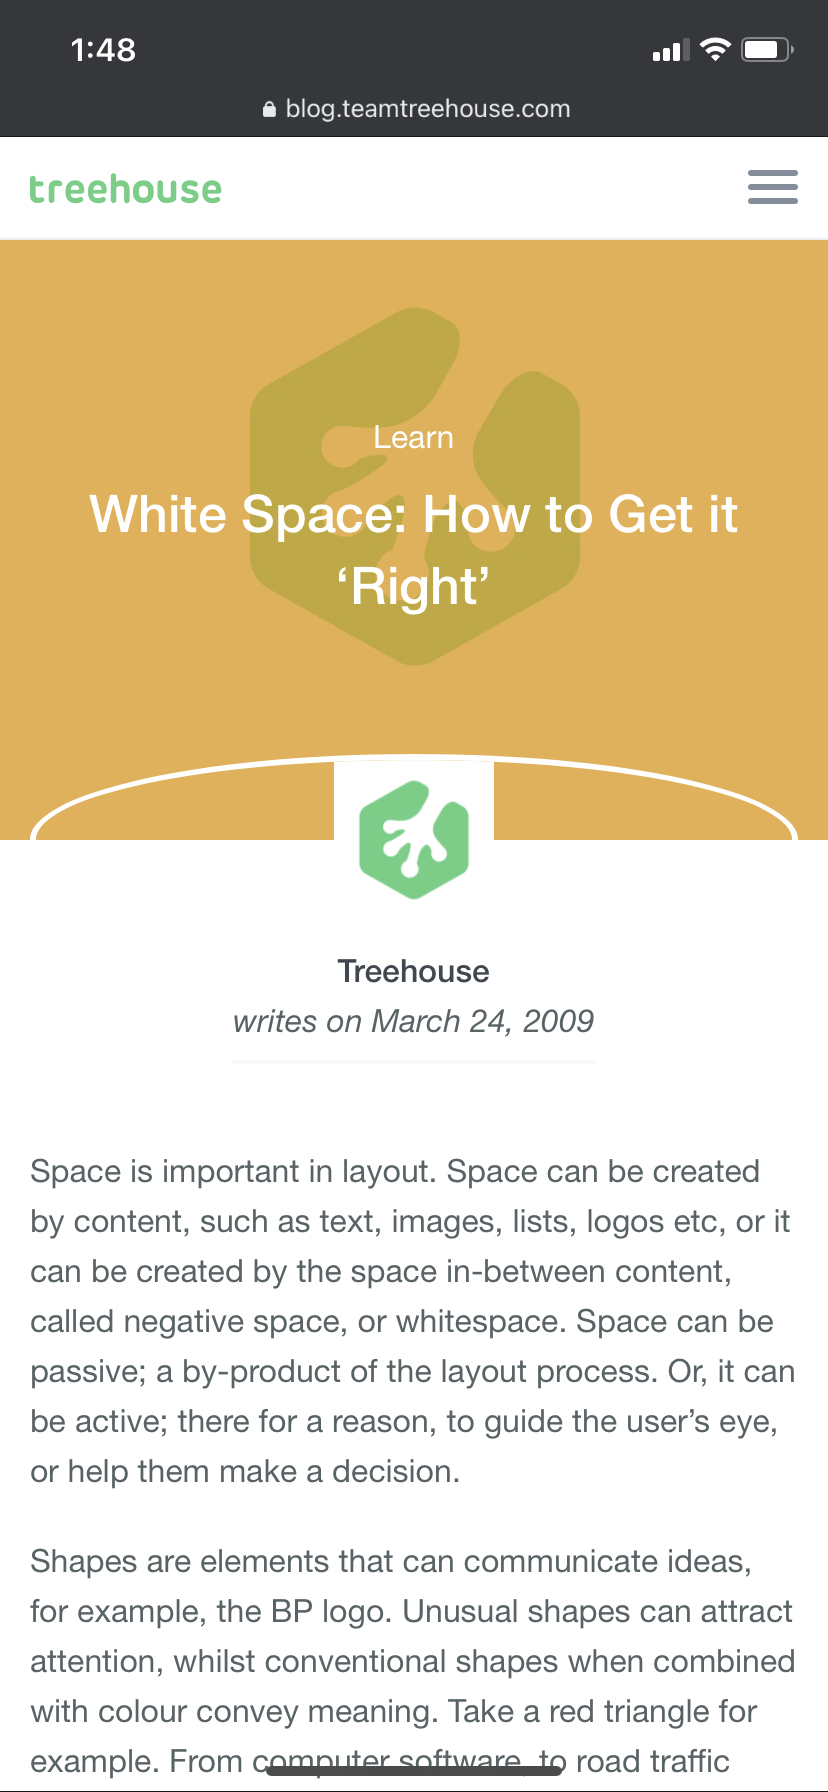 1:48
blog.teamtreehouse.com
treehouse
Learn
White Space: How to Get it
‘Right’
Treehouse
writes on March 24, 2009
Space is important in layout. Space can be created
by content, such as text, images, lists, logos etc, or it
can be created by the space in-between content,
called negative space, or whitespace. Space can be
passive; a by-product of the layout process. Or, it can
be active; there for a reason, to guide the user’s eye,
or help them make a decision.
Shapes are elements that can communicate ideas,
for example, the BP logo. Unusual shapes can attract
attention, whilst conventional shapes when combined
with colour convey meaning. Take a red triangle for
example. From computer software, to road traffic